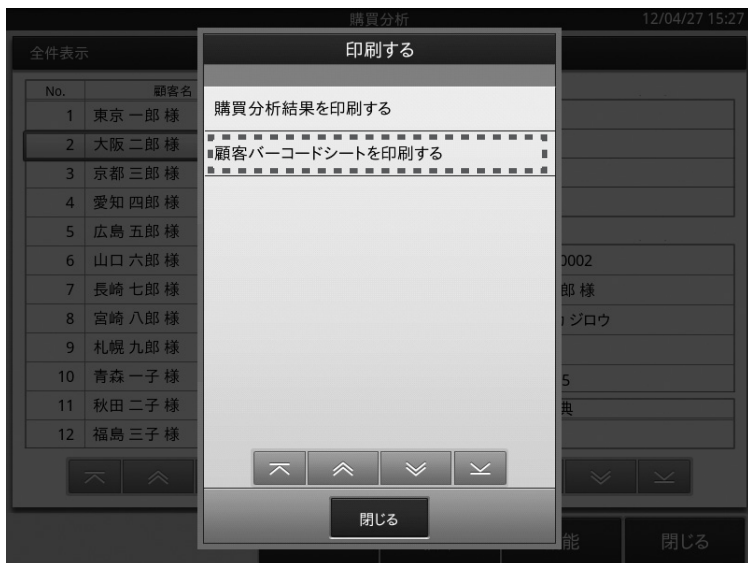 購買分析
12/04/27 15:27
全件表示
印刷する
No.
顧客名
購買分析結果を印刷する
顧客バーコードシートを印刷する
1 東京 一郎 様
2 大阪 二郎 様
3 京都 三郎 様
4 愛知 四郎 様
5 広島 五郎 様
6 山口 六郎 様
7 長崎 七郎 様
8 宮崎 八郎 様
9 札幌 九郎 様
10 青森 一子 様
11 秋田 二子 様
12 福島 三子 様
0002
郎 様
ジロウ
5
典
閉じる
能
閉じる